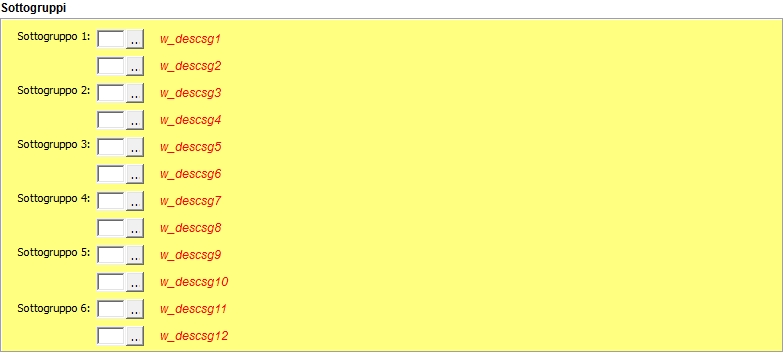 Sottogruppi
Sottogruppo 1: .. w_descsg1
.. w_descsg2
Sottogruppo 2: .. w_descsg3
.. w_descsg4
Sottogruppo 3: .. w_descsg5
.. w_descsg6
Sottogruppo 4: .. w_descsg7
.. w_descsg8
Sottogruppo 5: .. w_descsg9
.. w_descsg10
Sottogruppo 6: .. w_descsg11
.. w_descsg12